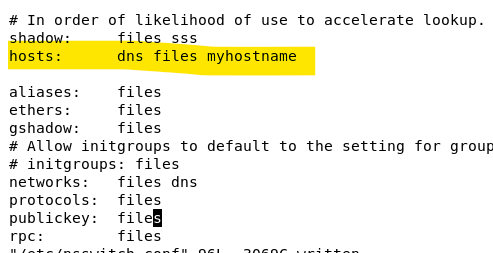 # In order of likelihood of use to accelerate lookup.
shadow:     files sss
hosts:      dns files myhostname
aliases:    files
ethers:     files
gshadow:    files
# Allow initgroups to default to the setting for group
# initgroups: files
networks:   files dns
protocols:  files
publickey:  files
rpc:        files
"/etc/nsswitch.conf" 96L, 3069C written